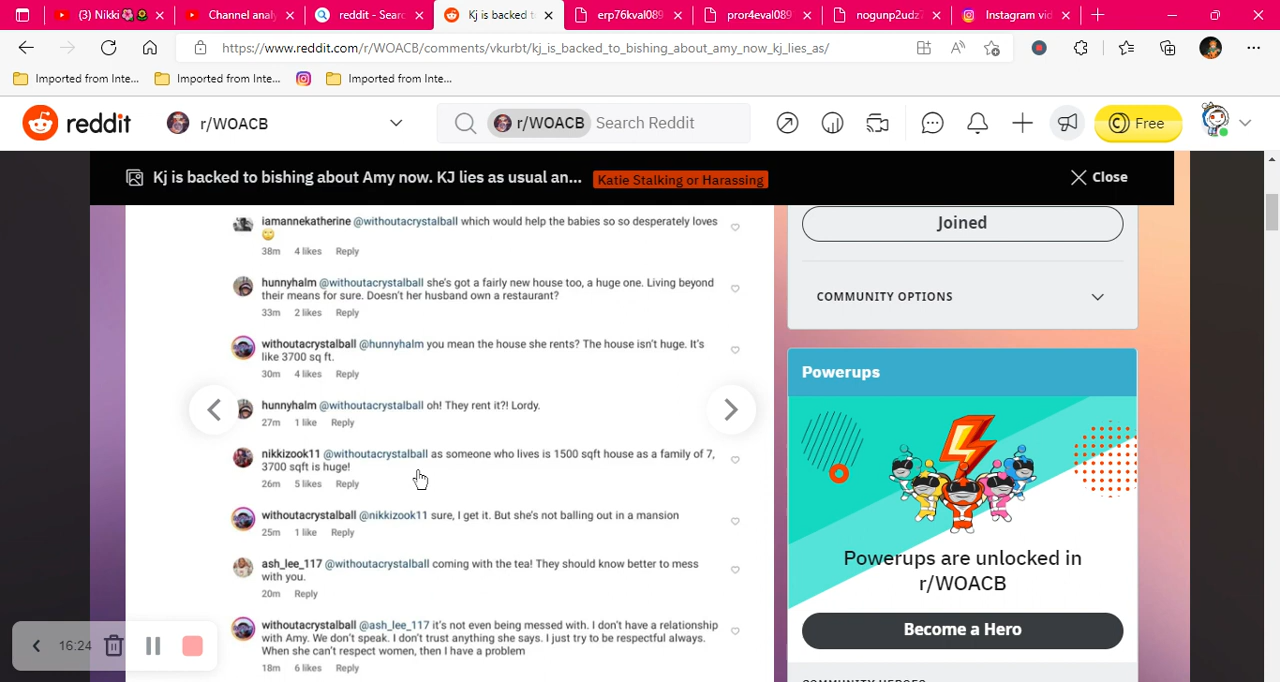 (3) Nikki
Channel anal
reddit - Searc
Kj is backed t
erp76kval089
pror4eval089
nogunp2udz7
Instagram vid
https://www.reddit.com/r/WOACB/comments/vkurbt/kj_is_backed_to_bishing_about_amy_now_kj_lies_as/
Imported from Inte...
Imported from Inte...
Imported from Inte...
reddit
r/WOACB
r/WOACB Search Reddit
Free
Kj is backed to bishing about Amy now. KJ lies as usual an...
Katie Stalking or Harassing
Close
iamannekatherine @withoutacrystalball which would help the babies so so desperately loves
38m 4 likes Reply
hunnyhalm @withoutacrystalball she's got a fairly new house too, a huge one. Living beyond
their means for sure. Doesn't her husband own a restaurant?
33m 2 likes Reply
withoutacrystalball @hunnyhalm you mean the house she rents? The house isn't huge. It's
like 3700 sq ft.
30m 4 likes Reply
hunnyhalm @withoutacrystalball oh! They rent it?! Lordy.
27m 1 like Reply
nikkizook11 @withoutacrystalball as someone who lives is 1500 sqft house as a family of 7,
3700 sqft is huge!
26m 5 likes Reply
withoutacrystalball @nikkizook11 sure, I get it. But she's not balling out in a mansion
25m 1 like Reply
ash_lee_117 @withoutacrystalball coming with the tea! They should know better to mess
with you.
20m Reply
withoutacrystalball @ash_lee_117 it's not even being messed with. I don't have a relationship
with Amy. We don't speak. I don't trust anything she says. I just try to be respectful always.
When she can't respect women, then I have a problem
18m 6 likes Reply
16:24
Joined
COMMUNITY OPTIONS
Powerups
Powerups are unlocked in
r/WOACB
Become a Hero